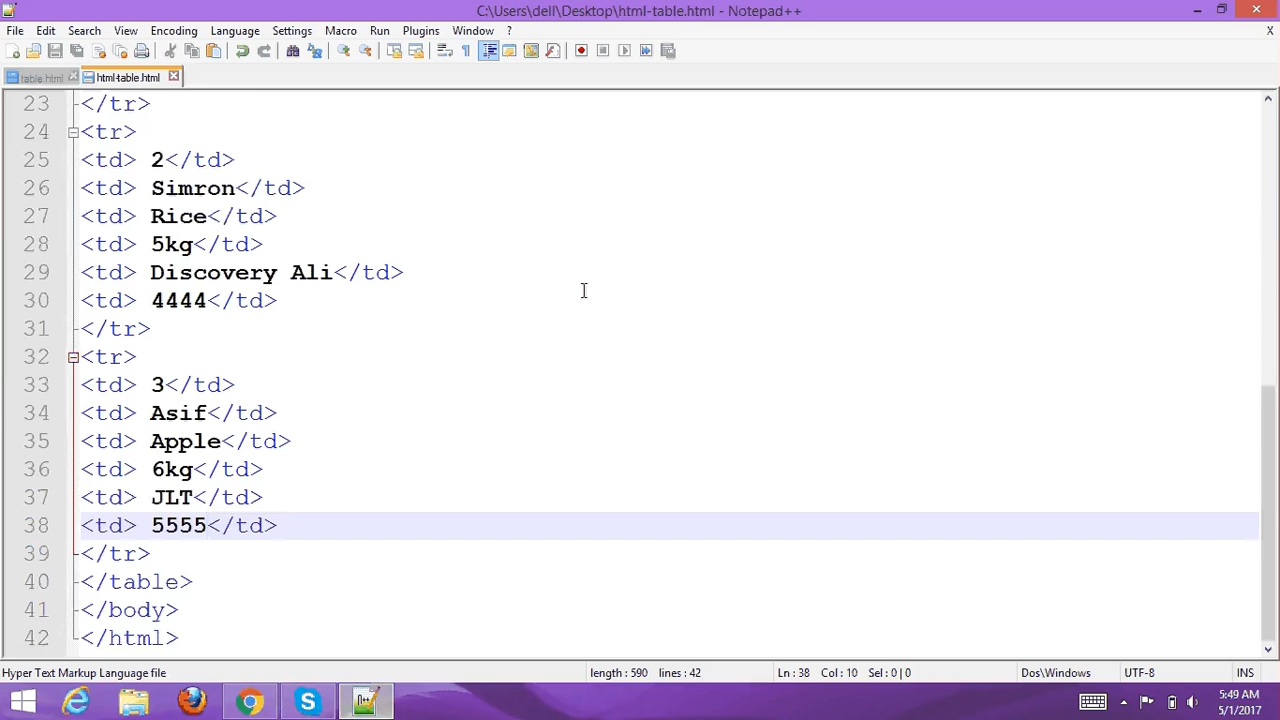 C:\Users\dell\Desktop\html-table.html - Notepad++
File Edit Search View Encoding Language Settings Macro Run Plugins Window ? X
table.html html-table.html
23 </tr>
24 <tr>
25 <td> 2</td>
26 <td> Simron</td>
27 <td> Rice</td>
28 <td> 5kg</td>
29 <td> Discovery Ali</td>
30 <td> 4444</td>
31 </tr>
32 <tr>
33 <td> 3</td>
34 <td> Asif</td>
35 <td> Apple</td>
36 <td> 6kg</td>
37 <td> JLT</td>
38 <td> 5555</td>
39 </tr>
40 </table>
41 </body>
42 </html>
Hyper Text Markup Language file length : 590 lines : 42 Ln : 38 Col : 10 Sel : 0 | 0 Dos\Windows UTF-8 INS
5:49 AM
5/1/2017